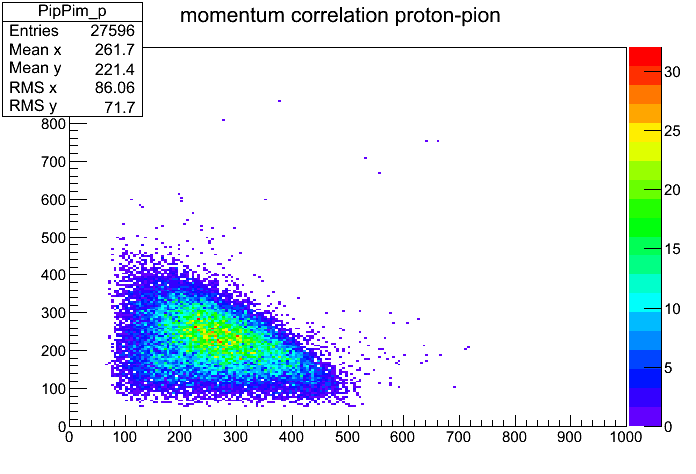 PipPim_p
Entries 27596
Mean x 261.7
Mean y 221.4
RMS x 86.06
RMS y 71.7
momentum correlation proton-pion
800
700
600
500
400
300
200
100
0
0 100 200 300 400 500 600 700 800 900 1000
30
25
20
15
10
5
0